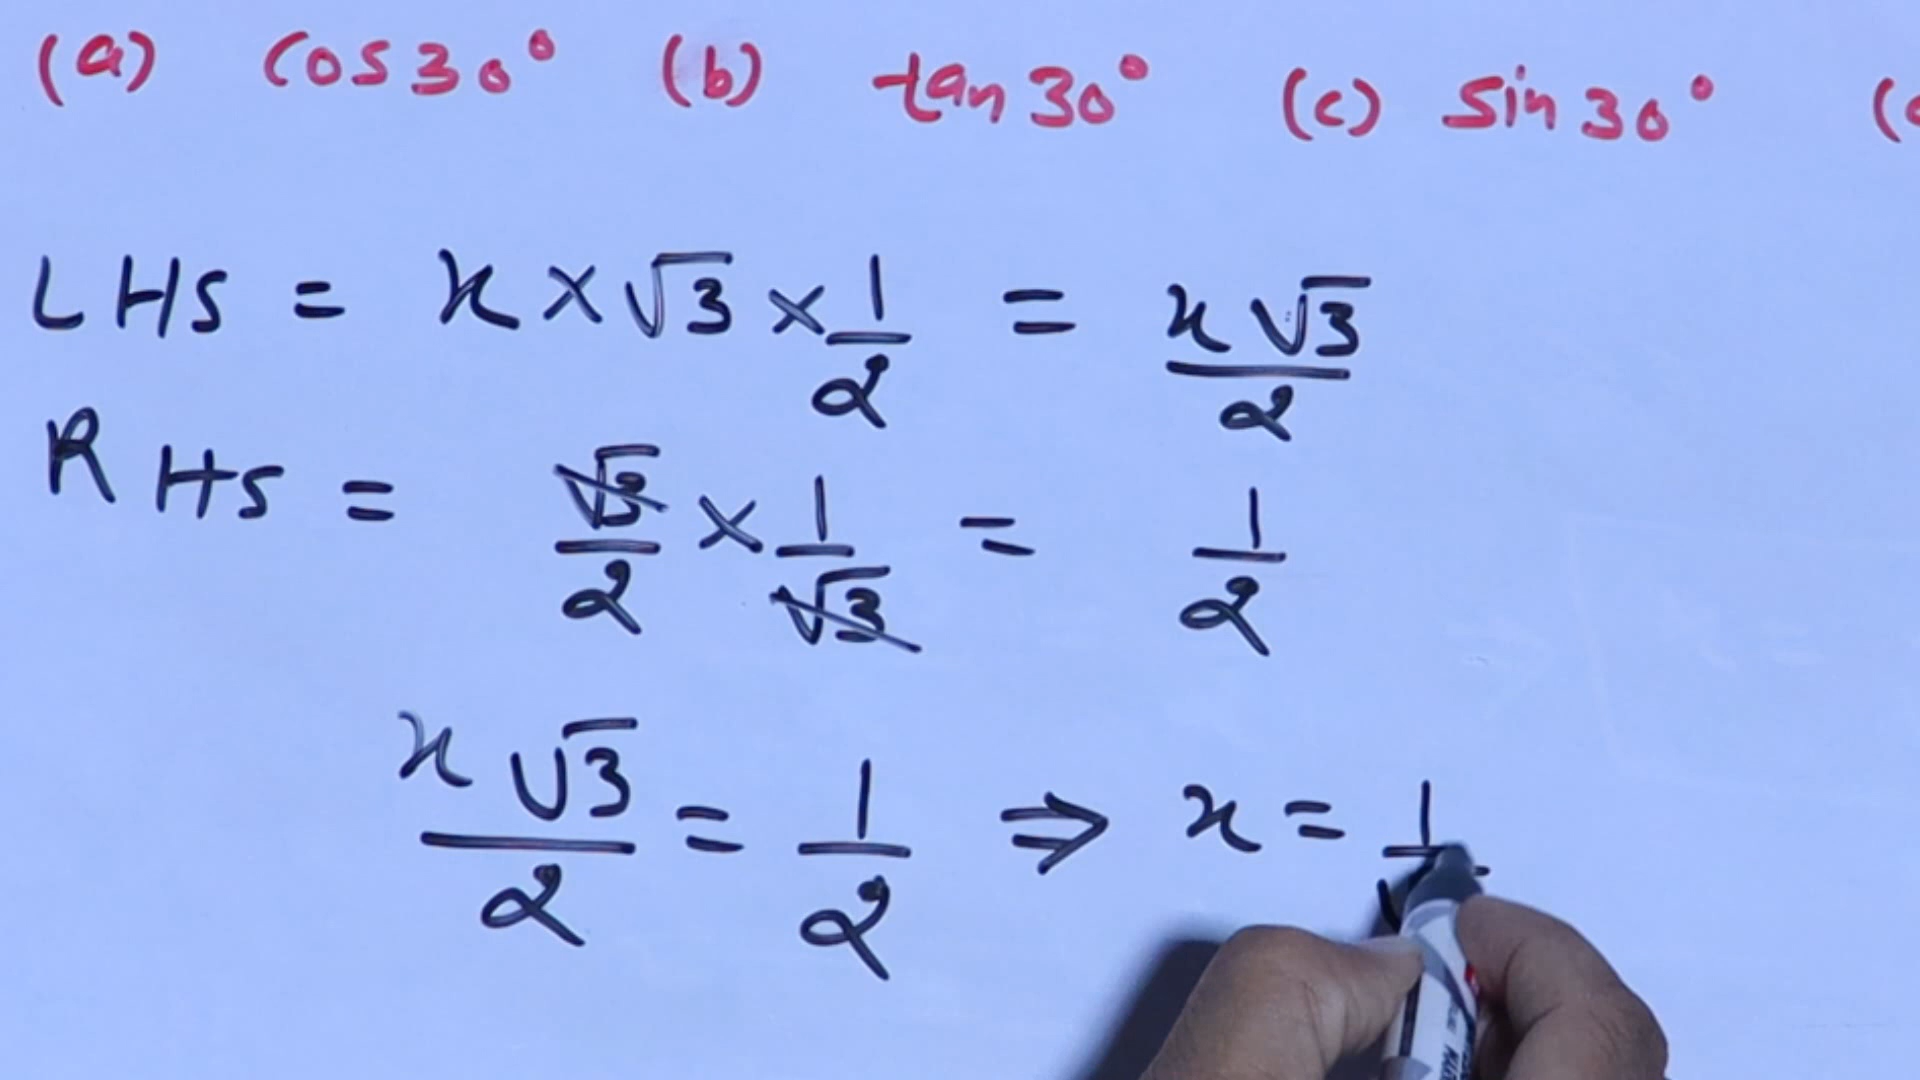 (a) cos30° (b) tan30° (c) sin30° (
LHS = x × √3 × 1/2 = x√3/2
RHS = √3/2 × 1/√3 = 1/2
x√3/2 = 1/2 ⇒ x = 1/